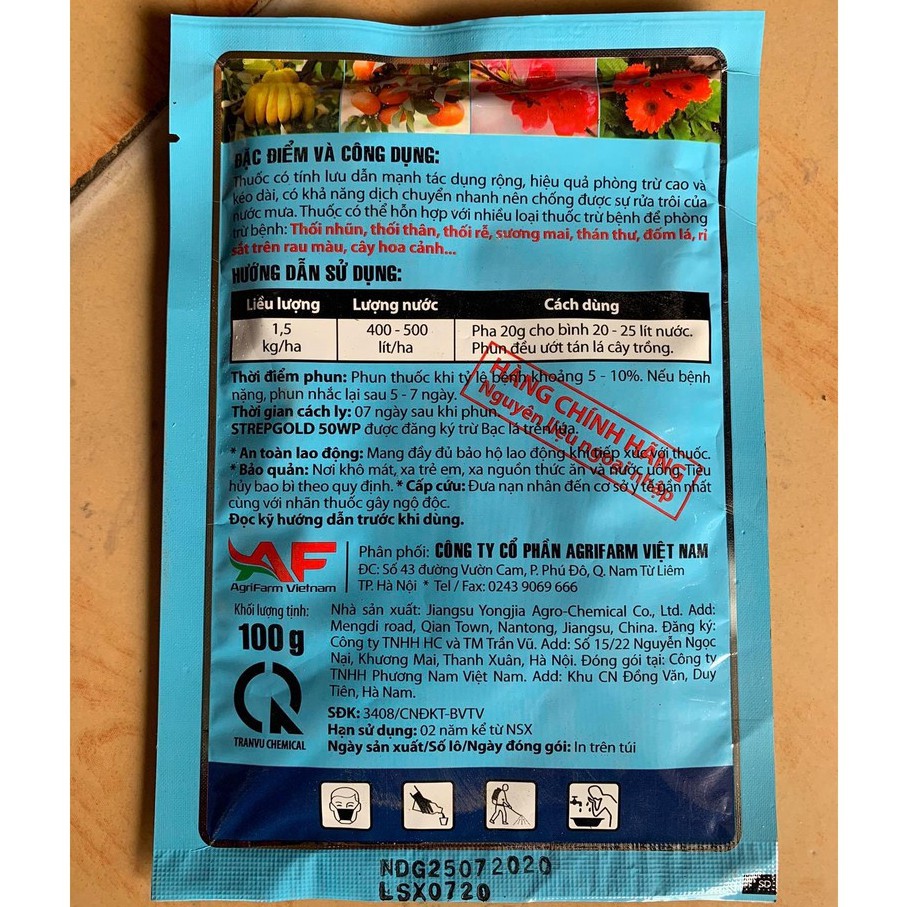 ĐẶC ĐIỂM VÀ CÔNG DỤNG:
Thuốc có tính lưu dẫn mạnh tác dụng rộng, hiệu quả phòng trừ cao và
kéo dài, có khả năng dịch chuyển nhanh nên chống được sự rửa trôi của
nước mưa. Thuốc có thể hỗn hợp với nhiều loại thuốc trừ bệnh để phòng
trừ bệnh: Thối nhũn, thối thân, thối rễ, sương mai, thán thư, đốm lá, rỉ
sắt trên rau màu, cây hoa cảnh...
HƯỚNG DẪN SỬ DỤNG:
Liều lượng Lượng nước Cách dùng
1,5 400 - 500 Pha 20g cho bình 20 - 25 lít nước.
kg/ha lít/ha Phun đều ướt tán lá cây trồng.
Thời điểm phun: Phun thuốc khi tỷ lệ bệnh khoảng 5 - 10%. Nếu bệnh
nặng, phun nhắc lại sau 5 - 7 ngày.
Thời gian cách ly: 07 ngày sau khi phun.
STREPGOLD 50WP được đăng ký trừ Bạc lá trên lúa.
HÀNG CHÍNH HÃNG
Nguyên liệu ngoại nhập
* An toàn lao động: Mang đầy đủ bảo hộ lao động khi tiếp xúc với thuốc.
* Bảo quản: Nơi khô mát, xa trẻ em, xa nguồn thức ăn và nước uống. Tiêu
hủy bao bì theo quy định. * Cấp cứu: Đưa nạn nhân đến cơ sở y tế gần nhất
cùng với nhãn thuốc gây ngộ độc.
Đọc kỹ hướng dẫn trước khi dùng.
AF
AgriFarm Vietnam
Phân phối: CÔNG TY CỔ PHẦN AGRIFARM VIỆT NAM
ĐC: Số 43 đường Vườn Cam, P. Phú Đô, Q. Nam Từ Liêm
TP. Hà Nội * Tel / Fax: 0243 9069 666
Khối lượng tịnh:
100 g
TRANVU CHEMICAL
Nhà sản xuất: Jiangsu Yongjia Agro-Chemical Co., Ltd. Add:
Mengdi road, Qian Town, Nantong, Jiangsu, China. Đăng ký:
Công ty TNHH HC và TM Trần Vũ. Add: Số 15/22 Nguyễn Ngọc
Nại, Khương Mai, Thanh Xuân, Hà Nội. Đóng gói tại: Công ty
TNHH Phương Nam Việt Nam. Add: Khu CN Đồng Văn, Duy
Tiên, Hà Nam.
SĐK: 3408/CNĐKT-BVTV
Hạn sử dụng: 02 năm kể từ NSX
Ngày sản xuất/Số lô/Ngày đóng gói: In trên túi
NDG25072020
LSX0720
SD